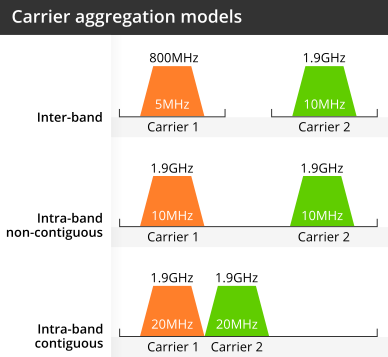 Carrier aggregation models
800MHz 1.9GHz
5MHz 10MHz
Inter-band
Carrier 1 Carrier 2
1.9GHz 1.9GHz
10MHz 10MHz
Intra-band
non-contiguous
Carrier 1 Carrier 2
1.9GHz 1.9GHz
20MHz 20MHz
Intra-band
contiguous
Carrier 1 Carrier 2